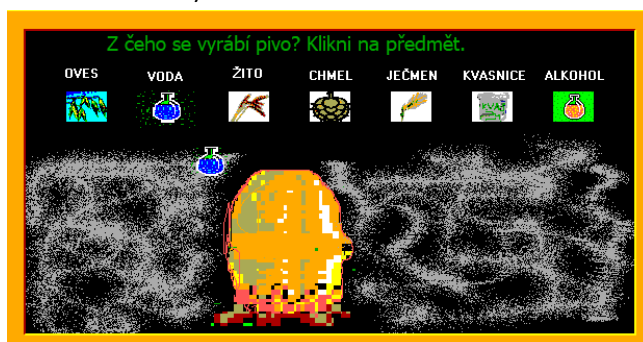 Z čeho se vyrábí pivo? Klikni na předmět.
OVES VODA ŽITO CHMEL JEČMEN KVASNICE ALKOHOL